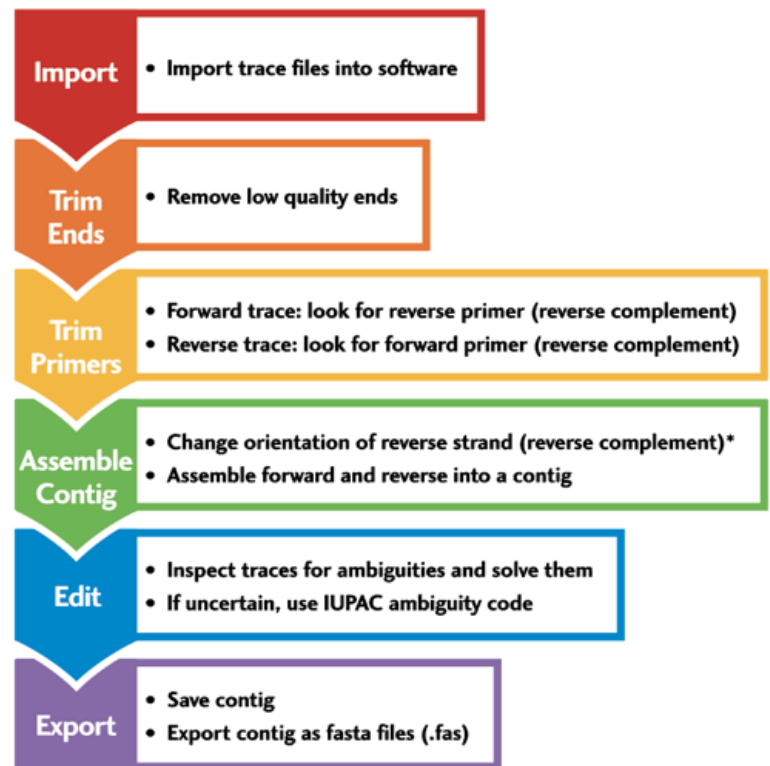 Import
• Import trace files into software
Trim
Ends
• Remove low quality ends
Trim
Primers
• Forward trace: look for reverse primer (reverse complement)
• Reverse trace: look for forward primer (reverse complement)
Assemble
Contig
• Change orientation of reverse strand (reverse complement)*
• Assemble forward and reverse into a contig
Edit
• Inspect traces for ambiguities and solve them
• If uncertain, use IUPAC ambiguity code
Export
• Save contig
• Export contig as fasta files (.fas)